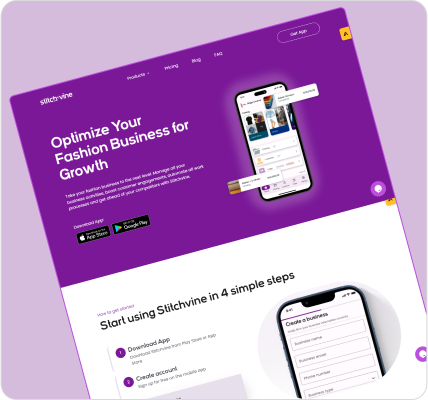 stitch·vine
Products
Pricing
Blog
FAQ
Get App
Optimize Your
Fashion Business for
Growth
Take your fashion business to the next level. Manage all your
business activities, boost customer engagements, automate all work
processes and get ahead of your competitors with Stitchvine.
Download App
App Store
Google Play
How to get started
Start using Stitchvine in 4 simple steps
1
Download App
Download Stitchvine from Play Store or App
Store
2
Create account
Sign up for free on the mobile App
9:41
Create a business
Business name
Business email
Phone number
Business type